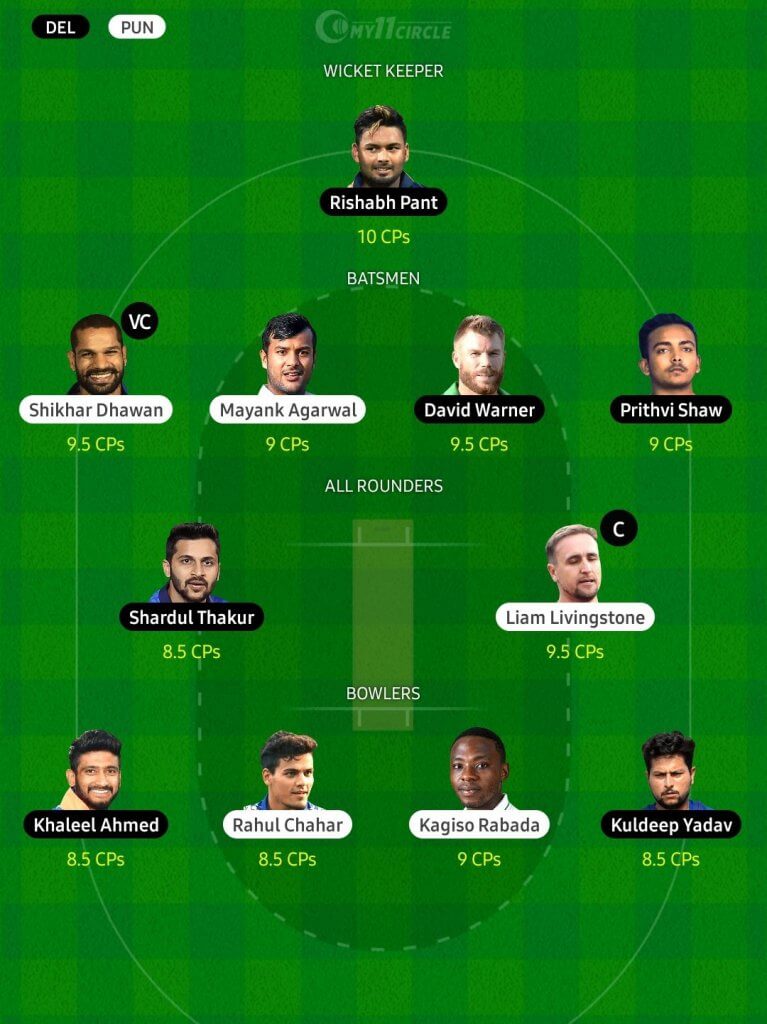 DEL PUN MY11CIRCLE
WICKET KEEPER
Rishabh Pant
10 CPs
BATSMEN
VC
Shikhar Dhawan Mayank Agarwal David Warner Prithvi Shaw
9.5 CPs 9 CPs 9.5 CPs 9 CPs
ALL ROUNDERS
C
Shardul Thakur Liam Livingstone
8.5 CPs 9.5 CPs
BOWLERS
Khaleel Ahmed Rahul Chahar Kagiso Rabada Kuldeep Yadav
8.5 CPs 8.5 CPs 9 CPs 8.5 CPs